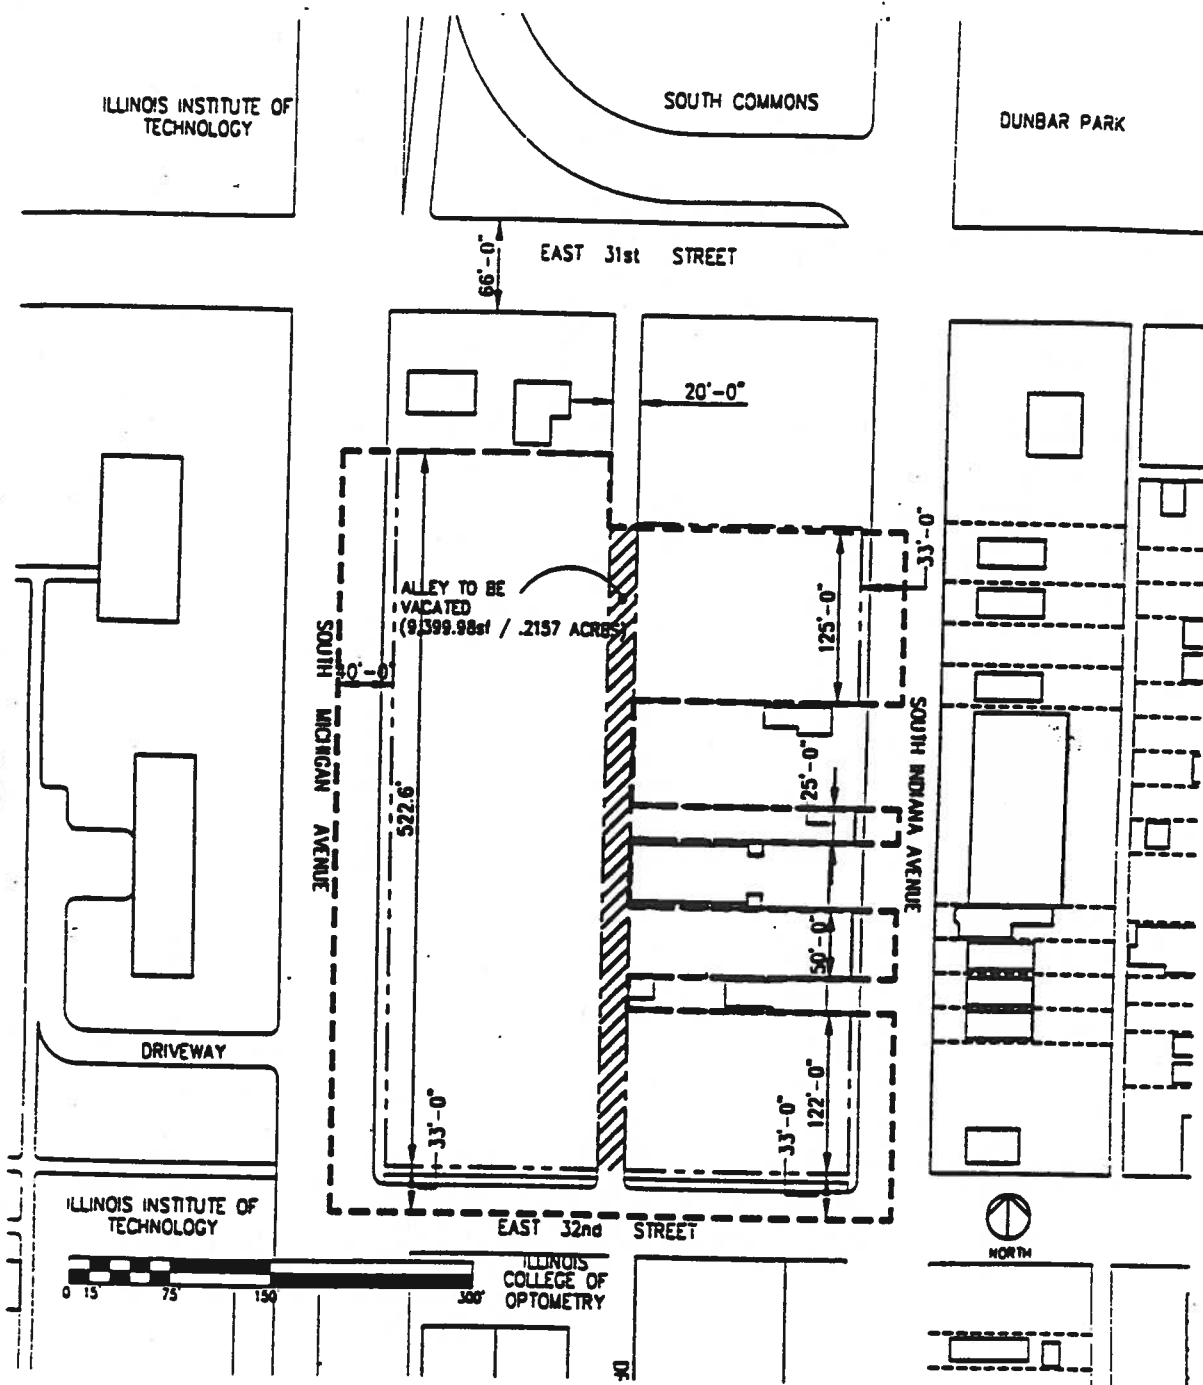 ILLINOIS INSTITUTE OF
TECHNOLOGY
SOUTH COMMONS
DUNBAR PARK
66'-0"
EAST 31st STREET
20'-0"
33'-0"
ALLEY TO BE
VACATED
(9,399.98sf / .2157 ACRES)
125'-0"
40'-0"
SOUTH MICHIGAN AVENUE
SOUTH INDIANA AVENUE
25'-0"
522.6'
50'-0"
DRIVEWAY
122'-0"
33'-0"
33'-0"
ILLINOIS INSTITUTE OF
TECHNOLOGY
EAST 32nd STREET
NORTH
ILLINOIS
COLLEGE OF
OPTOMETRY
0 15' 75' 150 300'